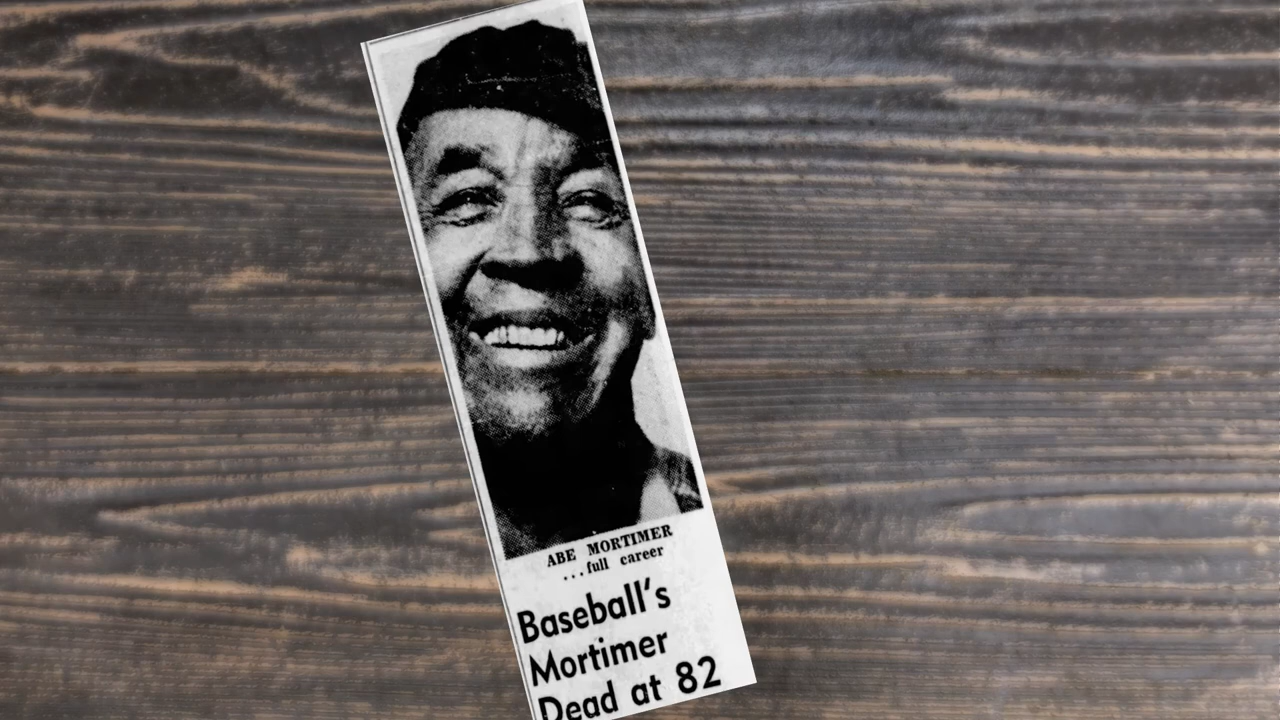 ABE MORTIMER
...full career
Baseball's
Mortimer
Dead at 82